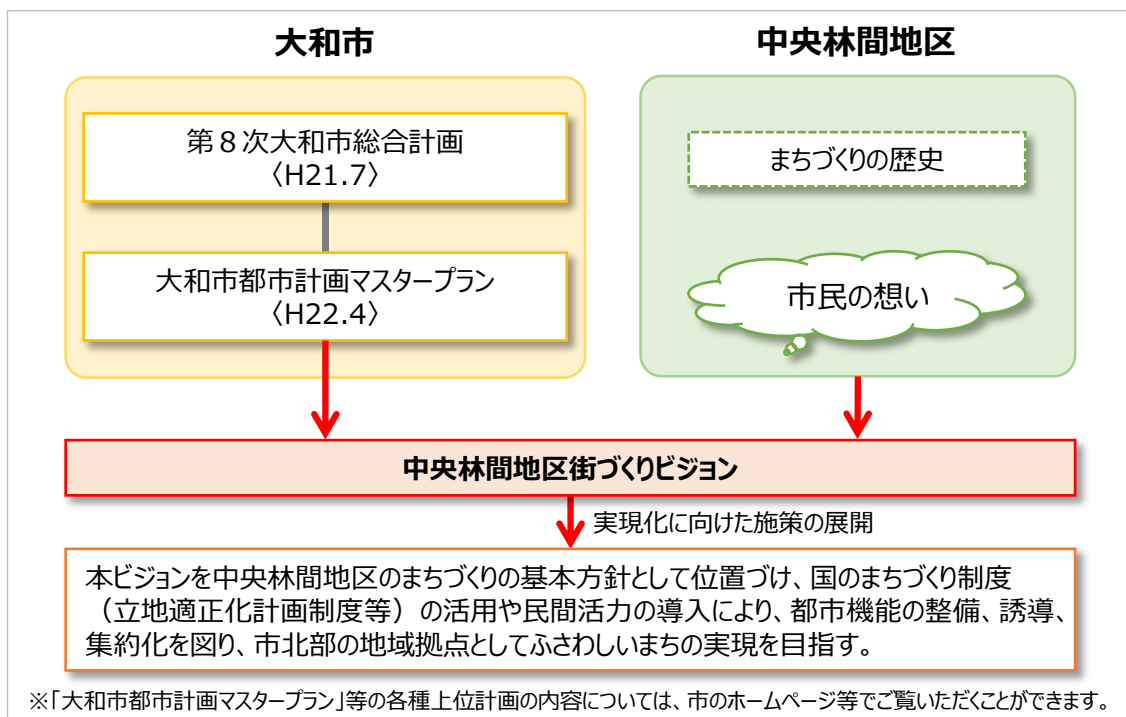 大和市
中央林間地区
第８次大和市総合計画
〈H21.7〉
大和市都市計画マスタープラン
〈H22.4〉
まちづくりの歴史
市民の想い
中央林間地区街づくりビジョン
実現化に向けた施策の展開
本ビジョンを中央林間地区のまちづくりの基本方針として位置づけ、国のまちづくり制度
（立地適正化計画制度等）の活用や民間活力の導入により、都市機能の整備、誘導、
集約化を図り、市北部の地域拠点としてふさわしいまちの実現を目指す。
※「大和市都市計画マスタープラン」等の各種上位計画の内容については、市のホームページ等でご覧いただくことができます。